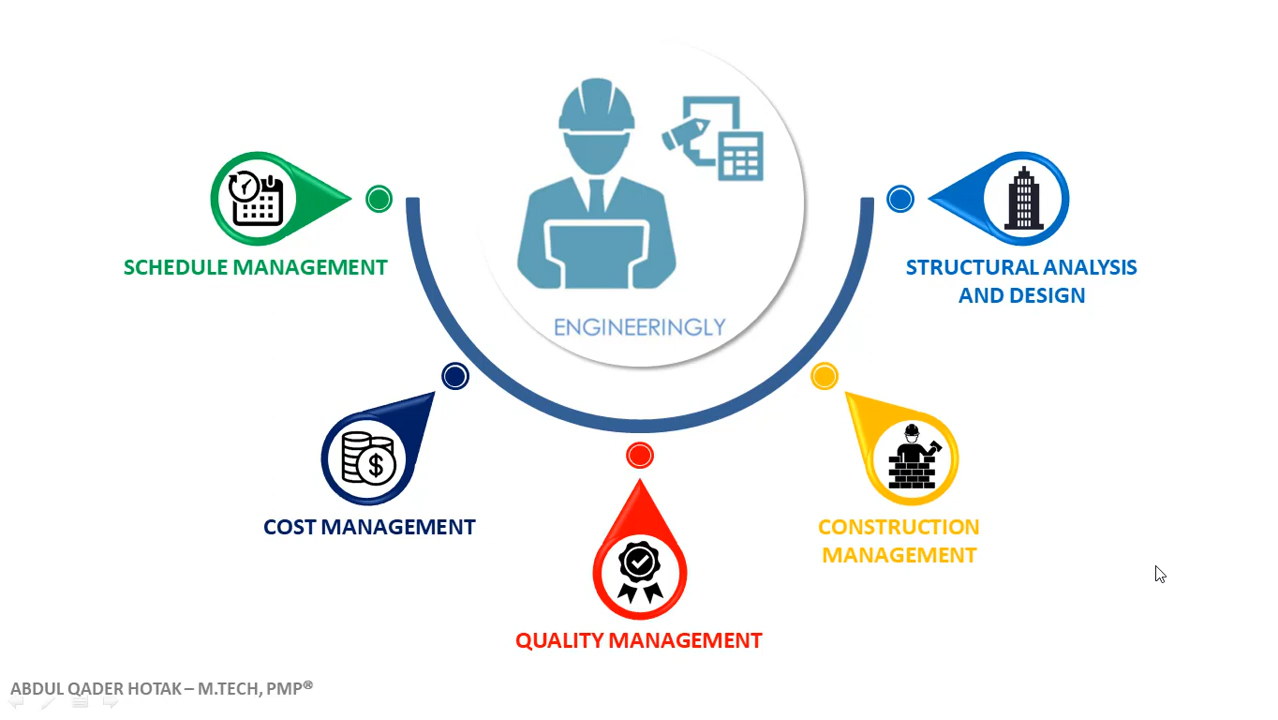 ENGINEERINGLY
SCHEDULE MANAGEMENT
STRUCTURAL ANALYSIS
AND DESIGN
COST MANAGEMENT
$
CONSTRUCTION
MANAGEMENT
QUALITY MANAGEMENT
ABDUL QADER HOTAK – M.TECH, PMP®